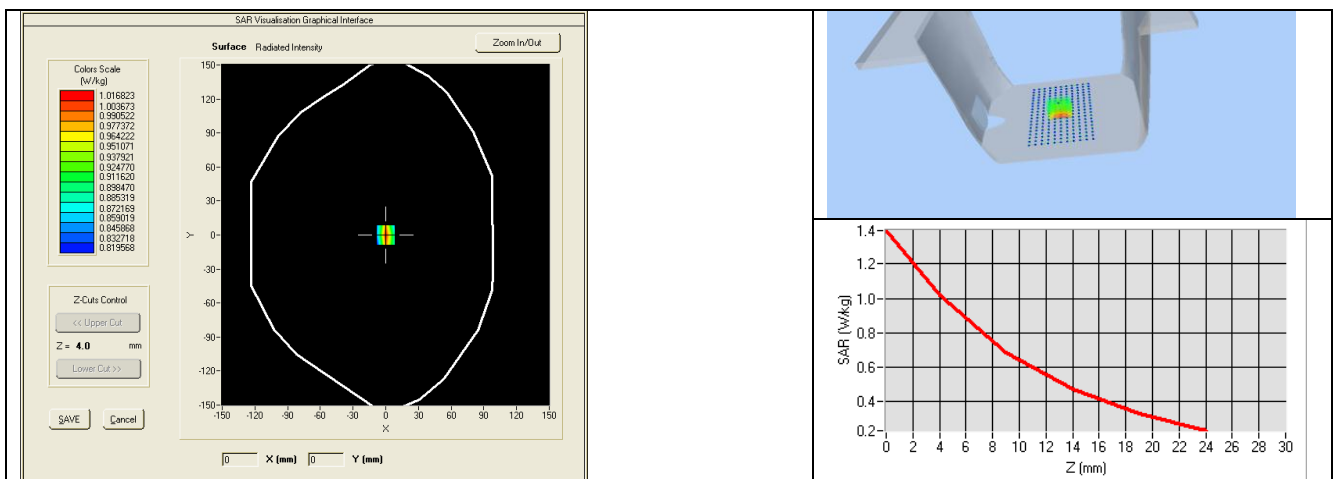 SAR Visualisation Graphical Interface
Surface Radiated Intensity
Zoom In/Out
Colors Scale
(W/kg)
1.016823
1.003673
0.990522
0.977372
0.964222
0.951071
0.937921
0.924770
0.911620
0.898470
0.885319
0.872169
0.859019
0.845868
0.832718
0.819568
Z-Cuts Control
<< Upper Cut
Z = 4.0 mm
Lower Cut >>
SAVE Cancel
150
120
90
60
30
0
-30
-60
-90
-120
-150
Y
-150 -120 -90 -60 -30 0 30 60 90 120 150
X
0 X (mm) 0 Y (mm)
1.4
1.2
1.0
0.8
0.6
0.4
0.2
SAR (W/kg)
0 2 4 6 8 10 12 14 16 18 20 22 24 26 28 30
Z (mm)